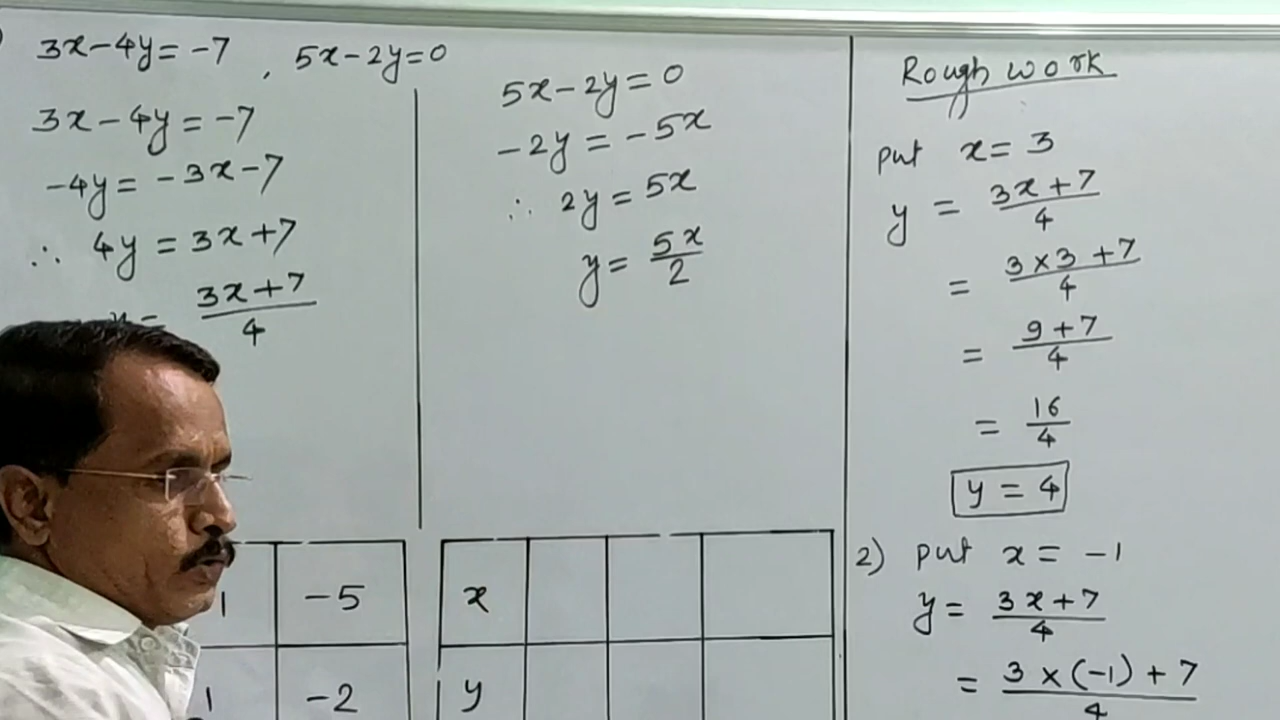 3x-4y=-7 , 5x-2y=0
3x-4y=-7
-4y=-3x-7
∴ 4y=3x+7
y= 3x+7/4
5x-2y=0
-2y=-5x
∴ 2y=5x
y= 5x/2
1 -5
1 -2
x
y
Rough work
put x=3
y = 3x+7/4
= 3×3+7/4
= 9+7/4
= 16/4
y = 4
2) put x = -1
y= 3x+7/4
= 3×(-1)+7/4